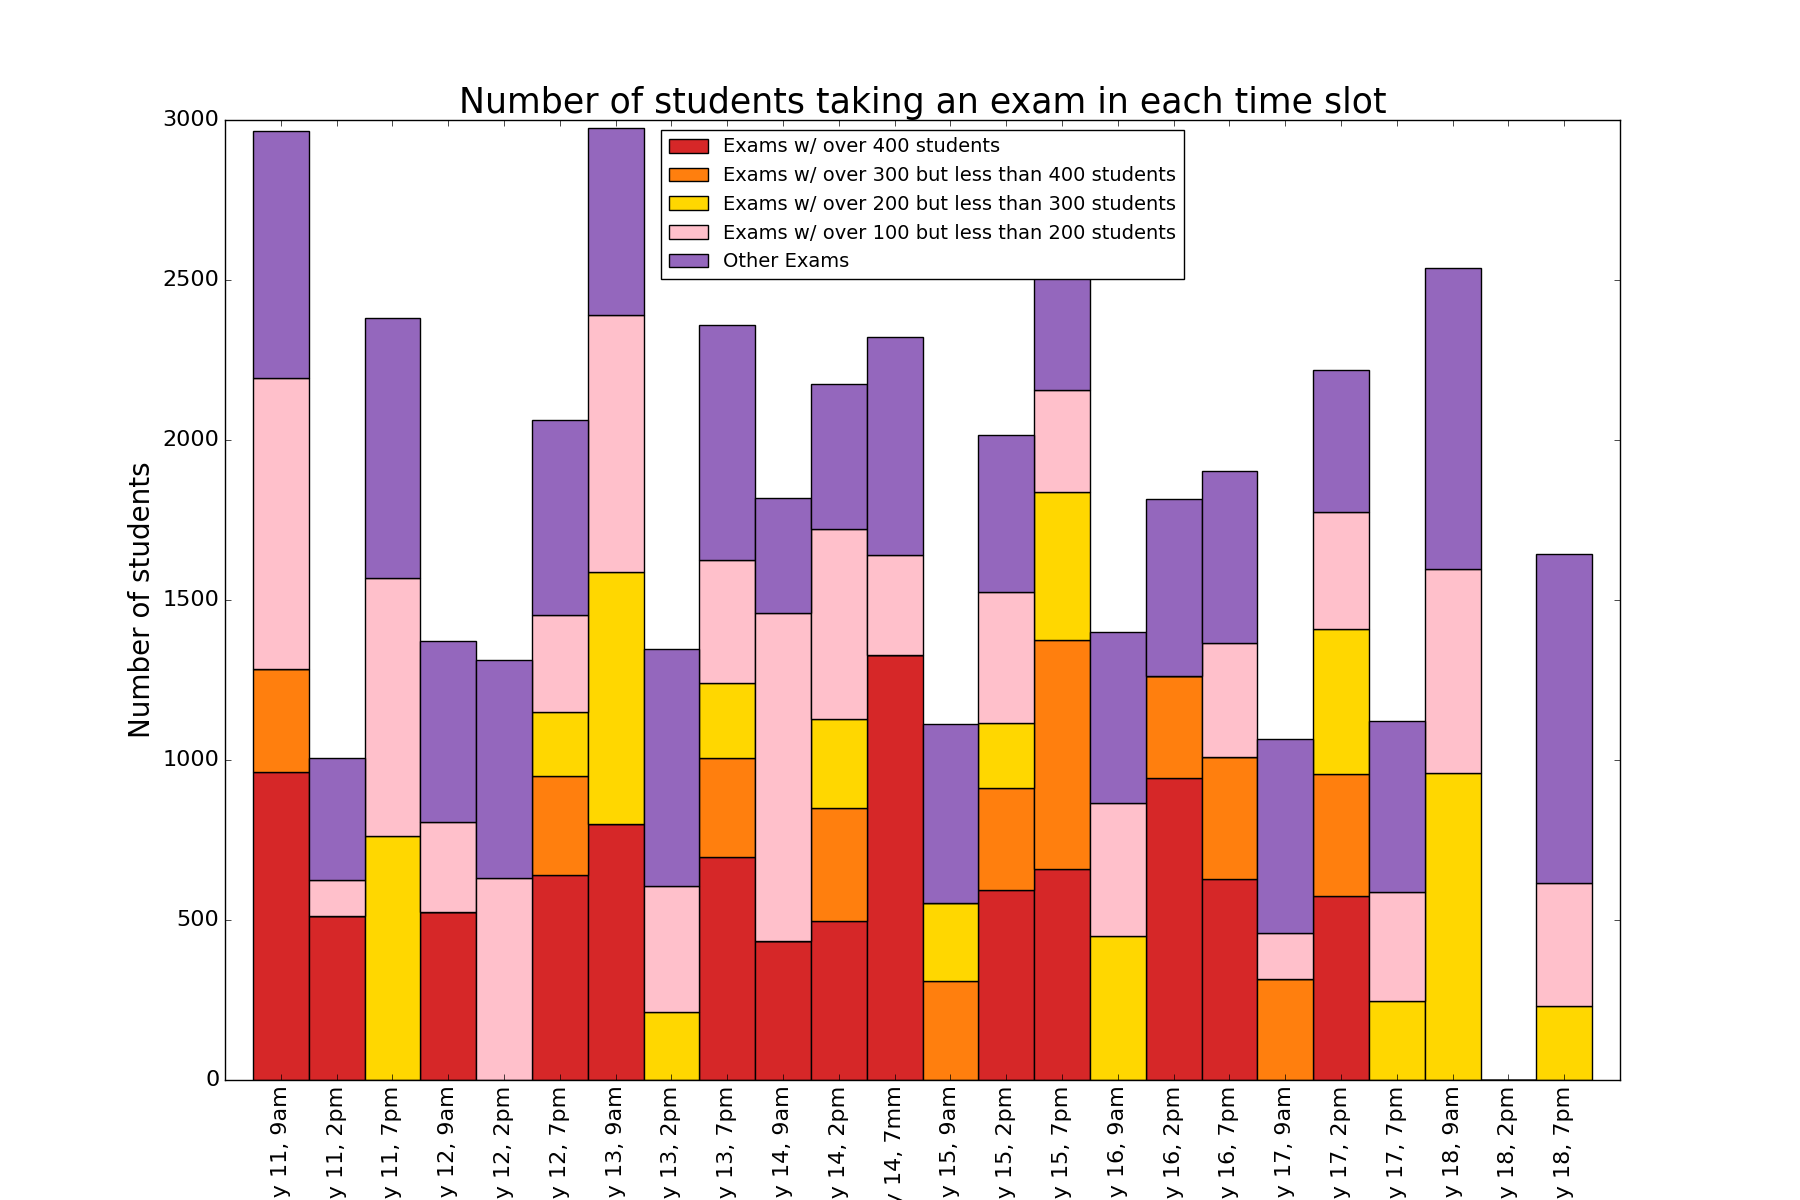 Number of students taking an exam in each time slot
Exams w/ over 400 students
Exams w/ over 300 but less than 400 students
Exams w/ over 200 but less than 300 students
Exams w/ over 100 but less than 200 students
Other Exams
Number of students
3000
2500
2000
1500
1000
500
0
y 11, 9am
y 11, 2pm
y 11, 7pm
y 12, 9am
y 12, 2pm
y 12, 7pm
y 13, 9am
y 13, 2pm
y 13, 7pm
y 14, 9am
y 14, 2pm
y 14, 7mm
y 15, 9am
y 15, 2pm
y 15, 7pm
y 16, 9am
y 16, 2pm
y 16, 7pm
y 17, 9am
y 17, 2pm
y 17, 7pm
y 18, 9am
y 18, 2pm
y 18, 7pm